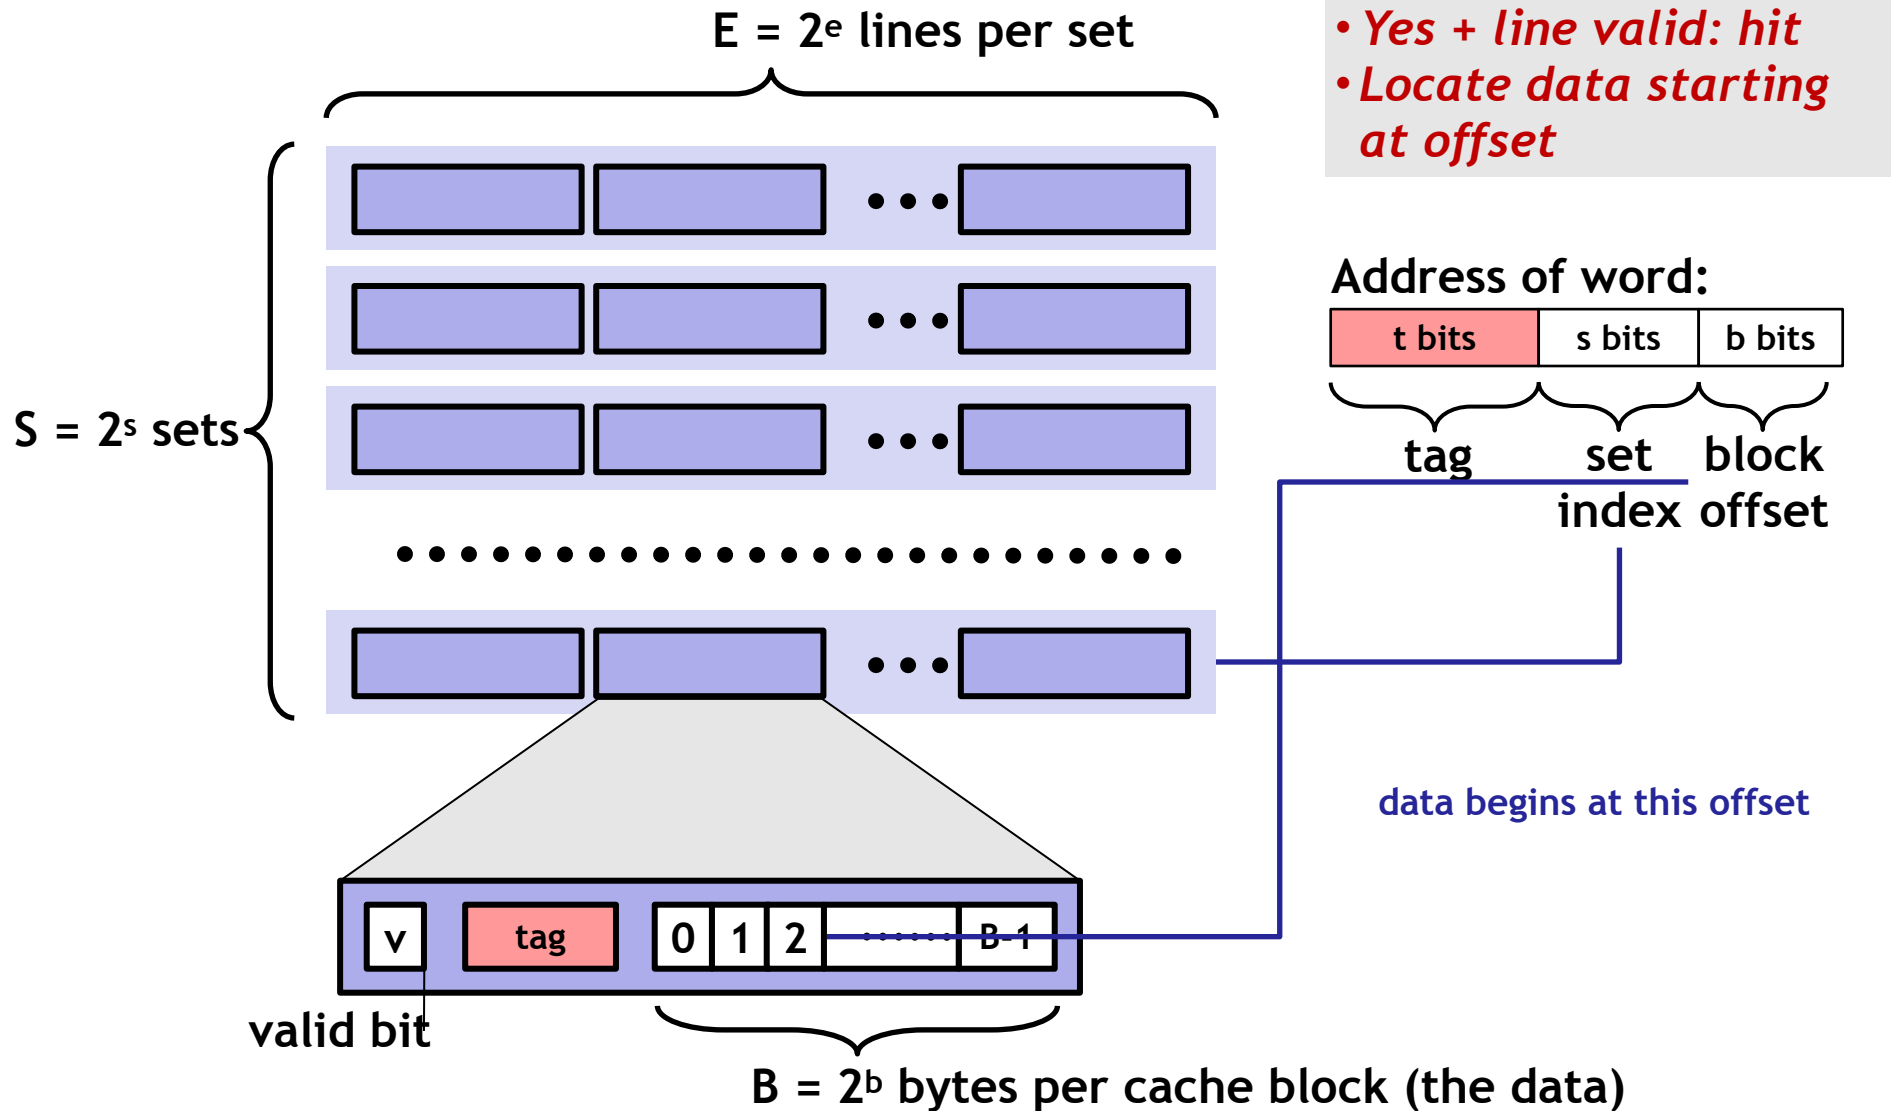 E = 2ᵉ lines per set
• Yes + line valid: hit
• Locate data starting
at offset
Address of word:
t bits s bits b bits
tag set block
index offset
S = 2ˢ sets
data begins at this offset
v tag 0 1 2 ······· B-1
valid bit
B = 2ᵇ bytes per cache block (the data)